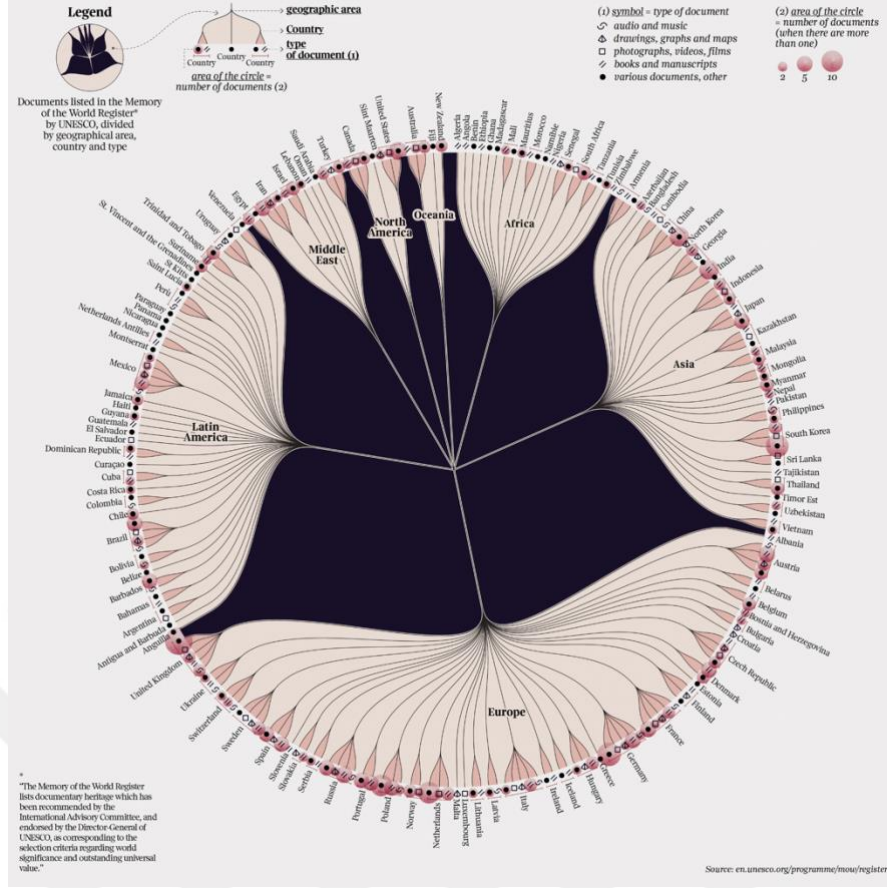 Legend
geographic area
Country
type
of document (1)
Country
Country
Country
area of the circle =
number of documents (2)
Documents listed in the Memory
of the World Register*
by UNESCO, divided
by geographical area,
country and type
(1) symbol = type of document
audio and music
drawings, graphs and maps
photographs, videos, films
books and manuscripts
various documents, other
(2) area of the circle
= number of documents
(when there are more
than one)
2 5 10
Middle
East
North
America
Oceania
Africa
Asia
Europe
Latin
America
Algeria
Angola
Benin
Ethiopia
Ghana
Madagascar
Mali
Mauritius
Morocco
Namibie
Nigeria
Senegal
South Africa
Tanzania
Tunisia
Zimbabwe
Armenia
Azerbaijan
Bangladesh
Cambodia
China
North Korea
Georgia
India
Indonesia
Japan
Kazakhstan
Malaysia
Mongolia
Myanmar
Nepal
Pakistan
Philippines
South Korea
Sri Lanka
Tajikistan
Thailand
Timor Est
Uzbekistan
Vietnam
Albania
Austria
Belarus
Belgium
Bosnia and Herzegovina
Bulgaria
Croatia
Czech Republic
Denmark
Estonia
Finland
France
Germany
Greece
Hungary
Iceland
Ireland
Italy
Latvia
Lithuania
Luxembourg
Malta
Netherlands
Norway
Poland
Portugal
Russia
Serbia
Slovakia
Slovenia
Spain
Sweden
Switzerland
Ukraine
United Kingdom
Anguilla
Antigua and Barbuda
Argentina
Bahamas
Barbados
Belize
Bolivia
Brazil
Chile
Colombia
Costa Rica
Cuba
Curaçao
Dominican Republic
Ecuador
El Salvador
Guatemala
Guyana
Haiti
Jamaica
Mexico
Montserrat
Netherlands Antilles
Nicaragua
Panama
Paraguay
Perù
Saint Lucia
St Kitts
St. Vincent and the Grenadines
Suriname
Trinidad and Tobago
Uruguay
Venezuela
Egypt
Iran
Israel
Lebanon
Oman
Saudi Arabia
Turkey
Canada
Sint Maarten
United States
Australia
Fiji
New Zealand
*
"The Memory of the World Register
lists documentary heritage which has
been recommended by the
International Advisory Committee, and
endorsed by the Director-General of
UNESCO, as corresponding to the
selection criteria regarding world
significance and outstanding universal
value."
Source: en.unesco.org/programme/mow/register